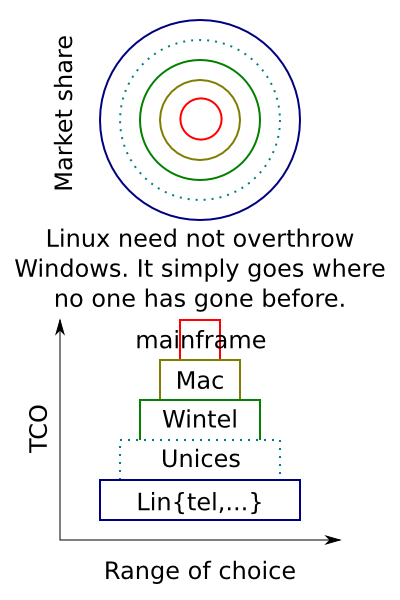 Market share
Linux need not overthrow
Windows. It simply goes where
no one has gone before.
mainframe
Mac
Wintel
Unices
Lin{tel,...}
TCO
Range of choice